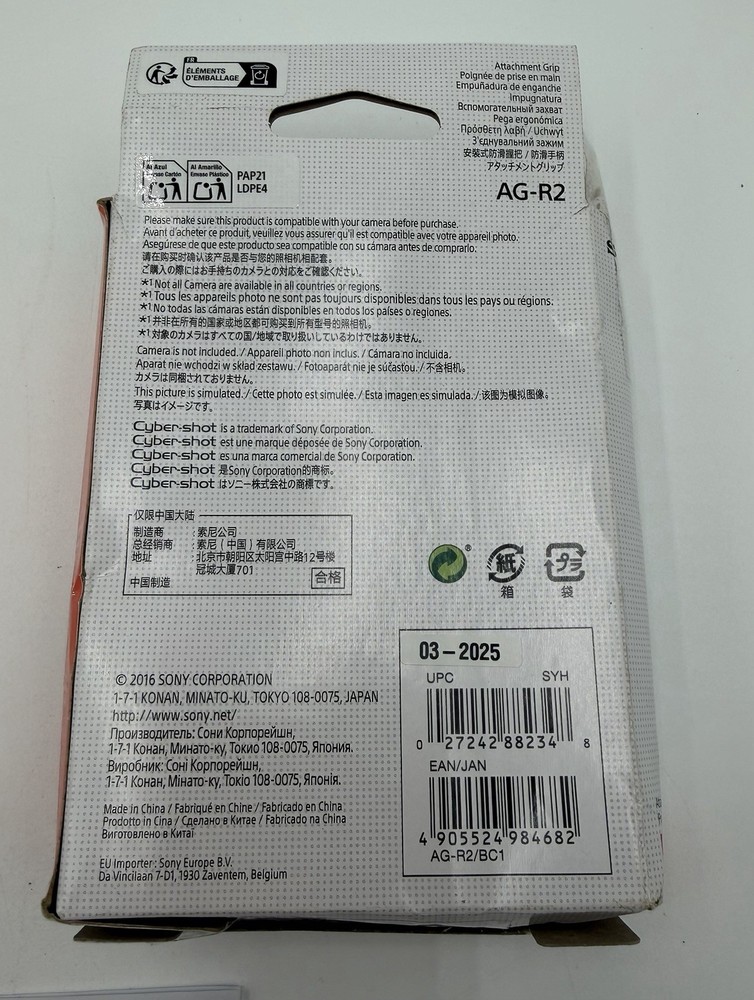 FR
ÉLÉMENTS
D'EMBALLAGE
Attachment Grip
Poignée de prise en main
Empuñadura de enganche
Impugnatura
Вспомогательный захват
Pega ergonómica
Πρόσθετη λαβή / Uchwyt
З'єднувальний зажим
安裝式防滑握把 / 防滑手柄
アタッチメントグリップ
AG-R2
Al Azul
Envase Cartón
Al Amarillo
Envase Plástico
PAP21
LDPE4
Please make sure this product is compatible with your camera before purchase.
Avant d'acheter ce produit, veuillez vous assurer qu'il est compatible avec votre appareil photo.
Asegúrese de que este producto sea compatible con su cámara antes de comprarlo.
请在购买时确认该产品是否与您的照相机相配套。
ご購入の際にはお手持ちのカメラとの対応をご確認ください。
*1 Not all Camera are available in all countries or regions.
*1 Tous les appareils photo ne sont pas toujours disponibles dans tous les pays ou régions.
*1 No todas las cámaras están disponibles en todos los países o regiones.
*1 并非在所有的国家或地区都可购买到所有型号的照相机。
*1 対象のカメラはすべての国/地域で取り扱いしているわけではありません。
Camera is not included. / Appareil photo non inclus. / Cámara no incluida.
Aparat nie wchodzi w skład zestawu. / Fotoaparát nie je súčasťou. / 不含相机。
カメラは同梱されておりません。
This picture is simulated. / Cette photo est simulée. / Esta imagen es simulada. / 该图为模拟图像。
写真はイメージです。
Cyber-shot is a trademark of Sony Corporation.
Cyber-shot est une marque déposée de Sony Corporation.
Cyber-shot es una marca comercial de Sony Corporation.
Cyber-shot 是Sony Corporation的商标。
Cyber-shot はソニー株式会社の商標です。
仅限中国大陆
制造商 : 索尼公司
总经销商 : 索尼（中国）有限公司
地址 : 北京市朝阳区太阳宫中路12号楼
冠城大厦701
中国制造
合格
®
紙
箱
プラ
袋
03-2025
UPC SYH
0 27242 88234 8
EAN/JAN
4 905524 984682
AG-R2/BC1
© 2016 SONY CORPORATION
1-7-1 KONAN, MINATO-KU, TOKYO 108-0075, JAPAN
http://www.sony.net/
Производитель: Сони Корпорейшн,
1-7-1 Конан, Минато-ку, Токио 108-0075, Япония.
Виробник: Соні Корпорейшн,
1-7-1 Конан, Мінато-ку, Токіо 108-0075, Японія.
Made in China / Fabriqué en Chine / Fabricado en China
Prodotto in Cina / Сделано в Китае / Fabricado na China
Виготовлено в Китаї
EU Importer : Sony Europe B.V.
Da Vincilaan 7-D1, 1930 Zaventem, Belgium